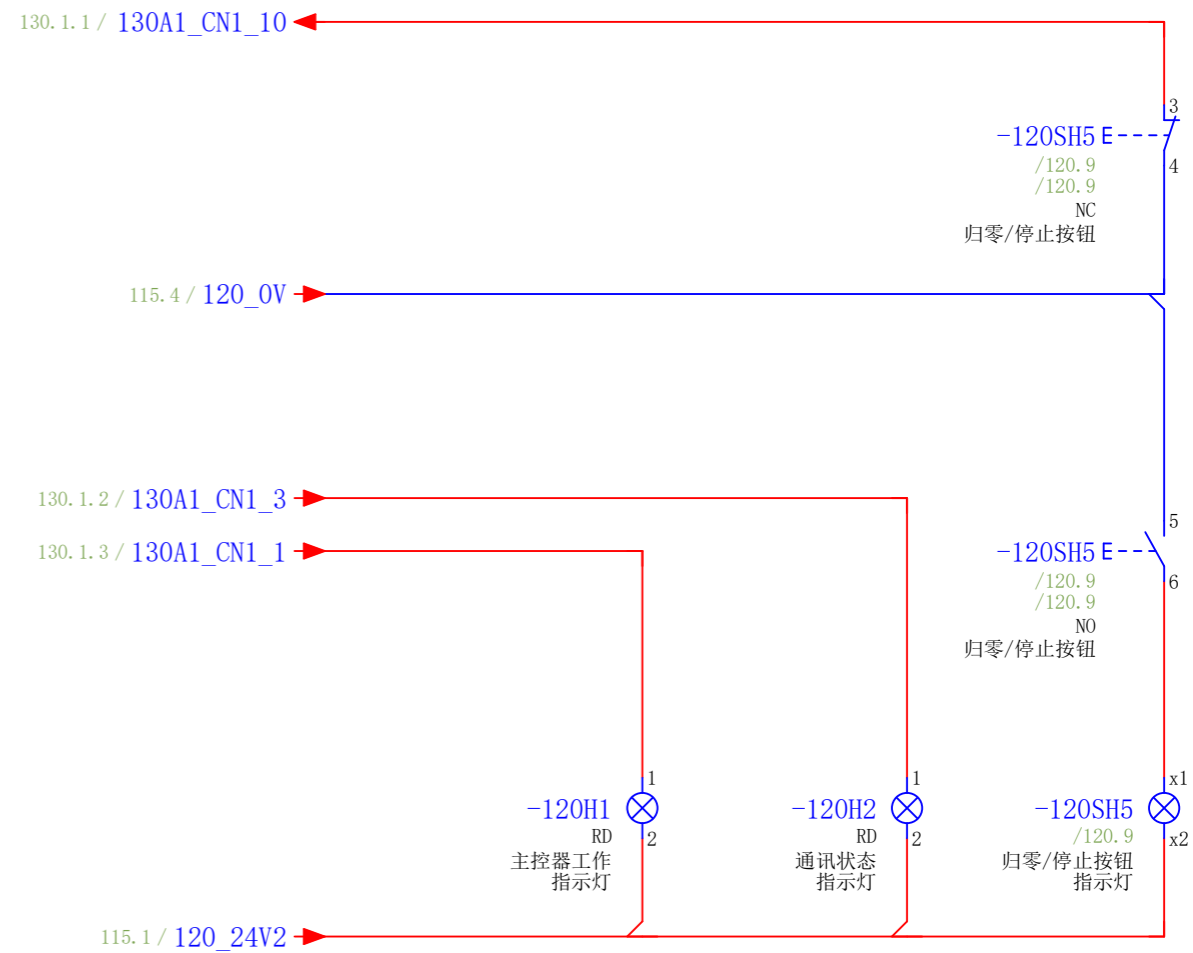 130.1.1 / 130A1_CN1_10
3
-120SH5
4
/120.9
/120.9
NC
归零/停止按钮
115.4 / 120_0V
130.1.2 / 130A1_CN1_3
5
130.1.3 / 130A1_CN1_1
-120SH5
6
/120.9
/120.9
NO
归零/停止按钮
1
1
x1
-120H1
-120H2
-120SH5
RD
2
RD
2
/120.9
x2
主控器工作
指示灯
通讯状态
指示灯
归零/停止按钮
指示灯
115.1 / 120_24V2